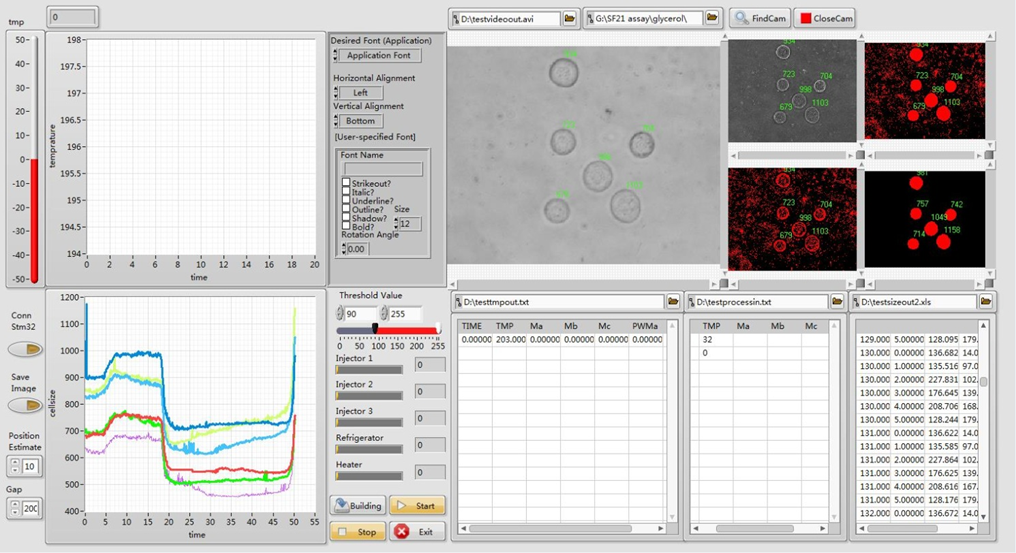 tmp
0
50
40
30
20
10
0
-10
-20
-30
-40
-50
temprature
198
197.5
197
196.5
196
195.5
195
194.5
194
0 2 4 6 8 10 12 14 16 18 20
time
Desired Font (Application)
Application Font
Horizontal Alignment
Left
Vertical Alignment
Bottom
[User-specified Font]
Font Name
Strikeout?
Italic?
Underline?
Outline?
Shadow?
Bold?
Size
12
Rotation Angle
0.00
D:\testvideoout.avi
G:\SF21 assay\glycerol\
FindCam
CloseCam
934
723 704
998
679 1103
934
723 704
998
679 1103
934
723 704
998
679 1103
981
757 742
1049
714 1158
Conn
Stm32
Save
Image
Position
Estimate
10
Gap
200
cellsize
1200
1100
1000
900
800
700
600
500
400
0 5 10 15 20 25 30 35 40 45 50 55
time
Threshold Value
90 255
0 50 100 150 200 255
Injector 1
0
Injector 2
0
Injector 3
0
Refrigerator
0
Heater
0
Building
Start
Stop
Exit
D:\testtmpout.txt
TIME TMP Ma Mb Mc PWMa
0.00000 203.000 0.00000 0.00000 0.00000 0.00000
D:\testprocessin.txt
TMP Ma Mb Mc
32
0
D:\testsizeout2.xls
129.000 5.00000 128.095 179.
130.000 0.00000 136.682 14.0
130.000 1.00000 135.516 97.0
130.000 2.00000 227.831 102.
130.000 3.00000 176.645 139.
130.000 4.00000 208.706 168.
130.000 5.00000 128.244 179.
131.000 0.00000 136.622 14.0
131.000 1.00000 135.585 97.0
131.000 2.00000 227.864 102.
131.000 3.00000 176.625 139.
131.000 4.00000 208.616 167.
131.000 5.00000 128.176 179.
132.000 0.00000 136.672 14.0